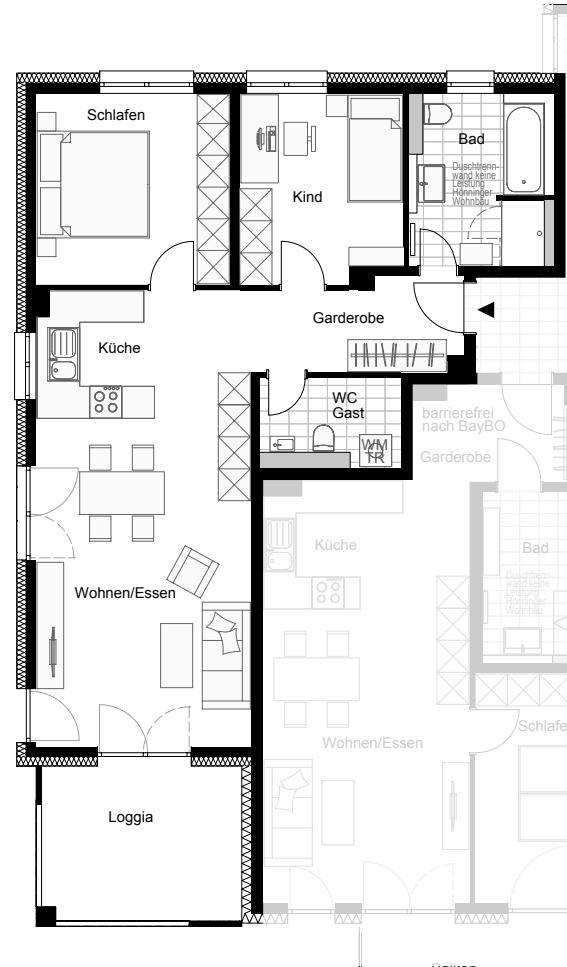 Schlafen
Kind
Bad
Duschtrenn-
wand keine
Leistung
Hönninger
Wohnbau
Küche
Garderobe
WC
Gast
WM
TR
barrierefrei
nach BayBO
Garderobe
Küche
Bad
Duschtrenn-
wand keine
Leistung
Hönninger
Wohnbau
Wohnen/Essen
Schlafe
Wohnen/Essen
Loggia